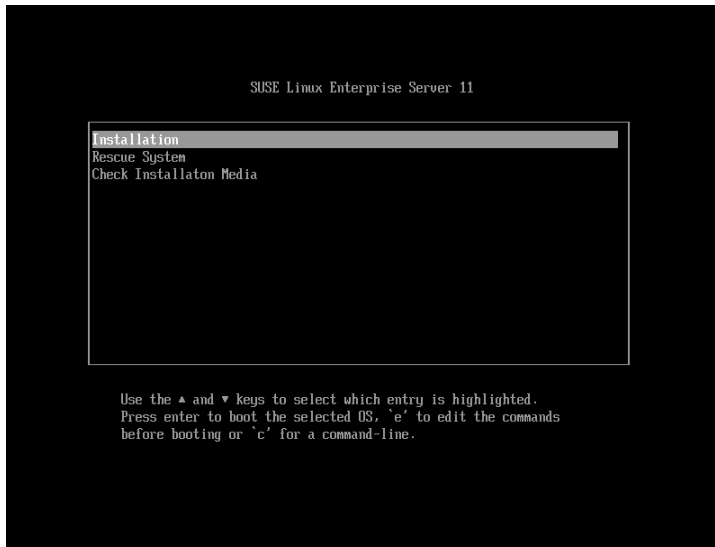 SUSE Linux Enterprise Server 11
Installation
Rescue System
Check Installaton Media
Use the ▲ and ▼ keys to select which entry is highlighted.
Press enter to boot the selected OS, `e' to edit the commands
before booting or `c' for a command-line.